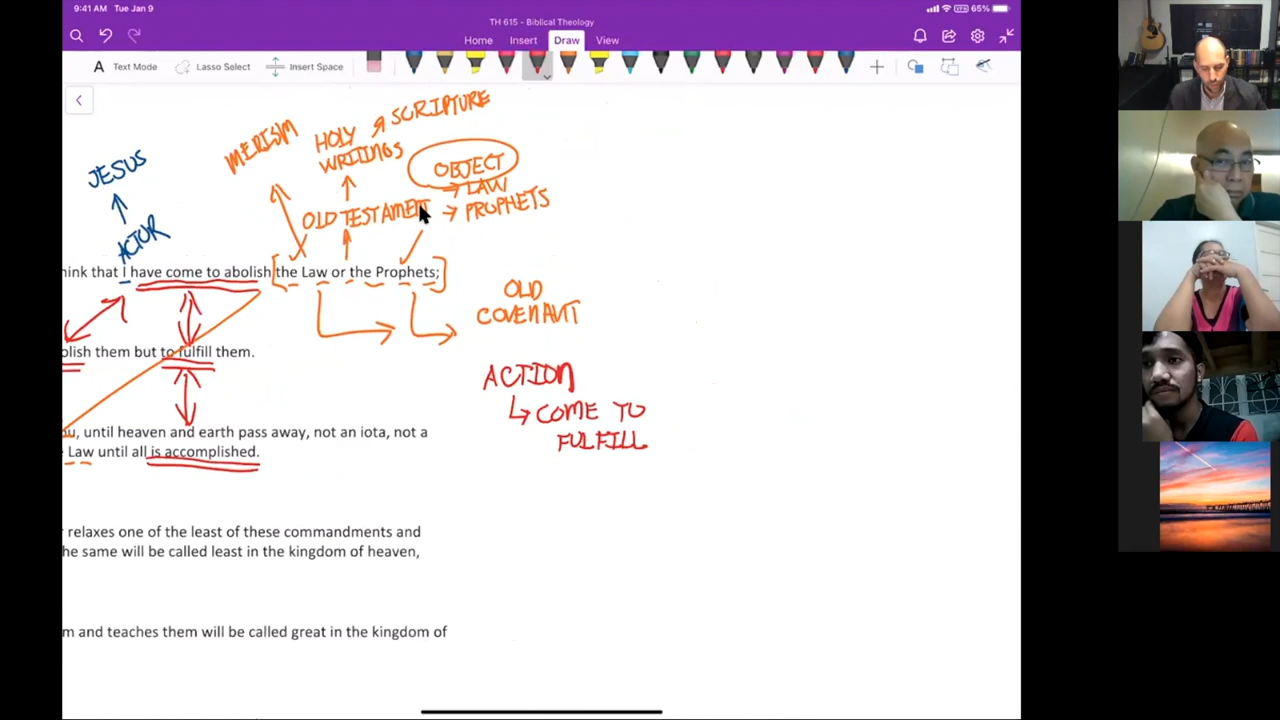 9:41 AM Tue Jan 9
65%
TH 615 - Biblical Theology
Home Insert Draw View
Text Mode Lasso Select Insert Space
SCRIPTURE
MERISM
HOLY
WRITINGS
OBJECT
JESUS
→ LAW
OLD TESTAMENT → PROPHETS
ACTOR
hink that I have come to abolish the Law or the Prophets;
OLD
COVENANT
olish them but to fulfill them.
ACTION
↳ COME TO
FULFILL
ou, until heaven and earth pass away, not an iota, not a
Law until all is accomplished.
relaxes one of the least of these commandments and
he same will be called least in the kingdom of heaven,
m and teaches them will be called great in the kingdom of